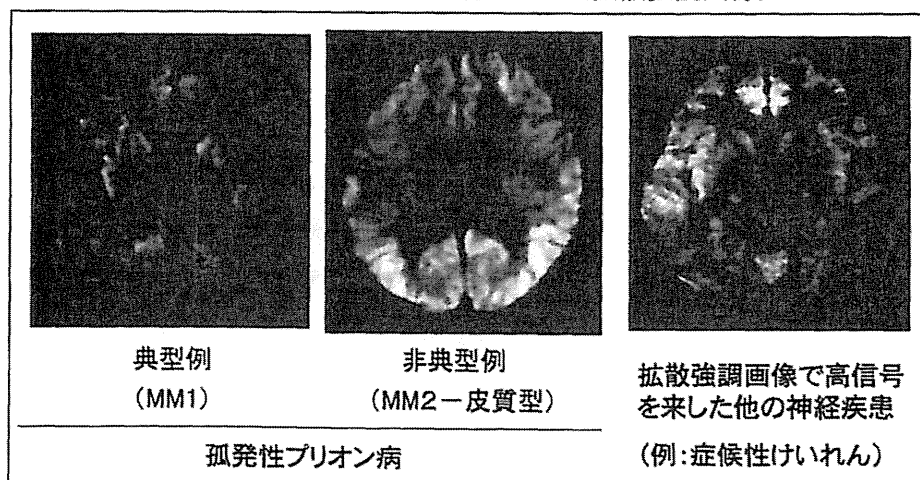 典型例
(MM1)
非典型例
(MM2－皮質型)
孤発性プリオン病
拡散強調画像で高信号
を来した他の神経疾患
(例:症候性けいれん)